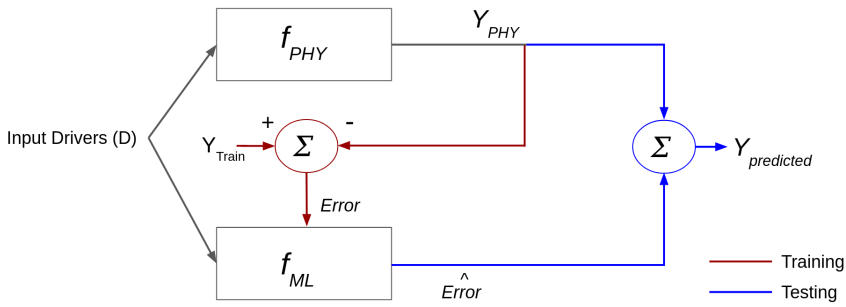 Y_PHY
f_PHY
Input Drivers (D)
+
-
Y_Train
Σ
Σ
Y_predicted
Error
f_ML
^
Error
Training
Testing